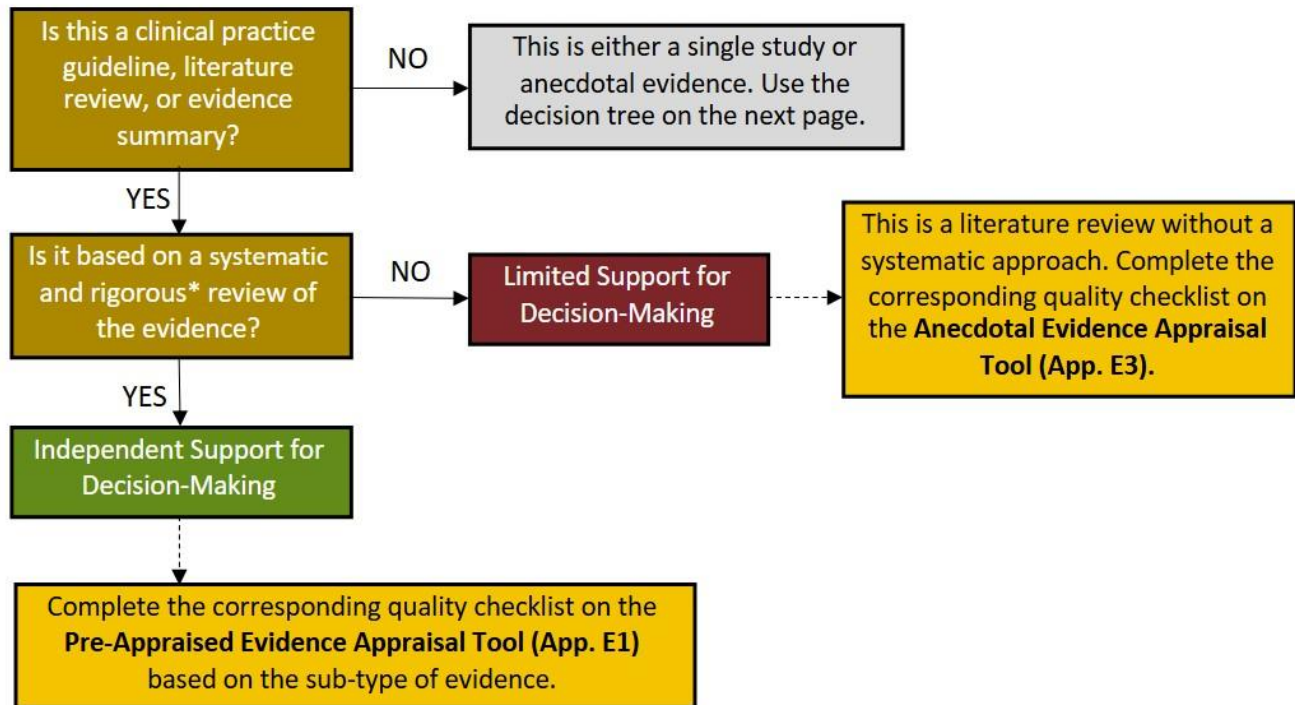 Is this a clinical practice
guideline, literature
review, or evidence
summary?
NO
This is either a single study or
anecdotal evidence. Use the
decision tree on the next page.
YES
Is it based on a systematic
and rigorous* review of
the evidence?
NO
Limited Support for
Decision-Making
This is a literature review without a
systematic approach. Complete the
corresponding quality checklist on
the Anecdotal Evidence Appraisal
Tool (App. E3).
YES
Independent Support for
Decision-Making
Complete the corresponding quality checklist on the
Pre-Appraised Evidence Appraisal Tool (App. E1)
based on the sub-type of evidence.